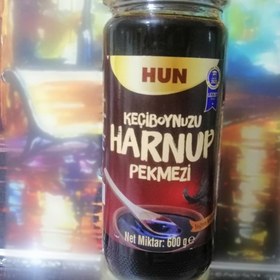 HUN
KEÇİBOYNUZU
HARNUP
PEKMEZİ
Net Miktar: 600 g e